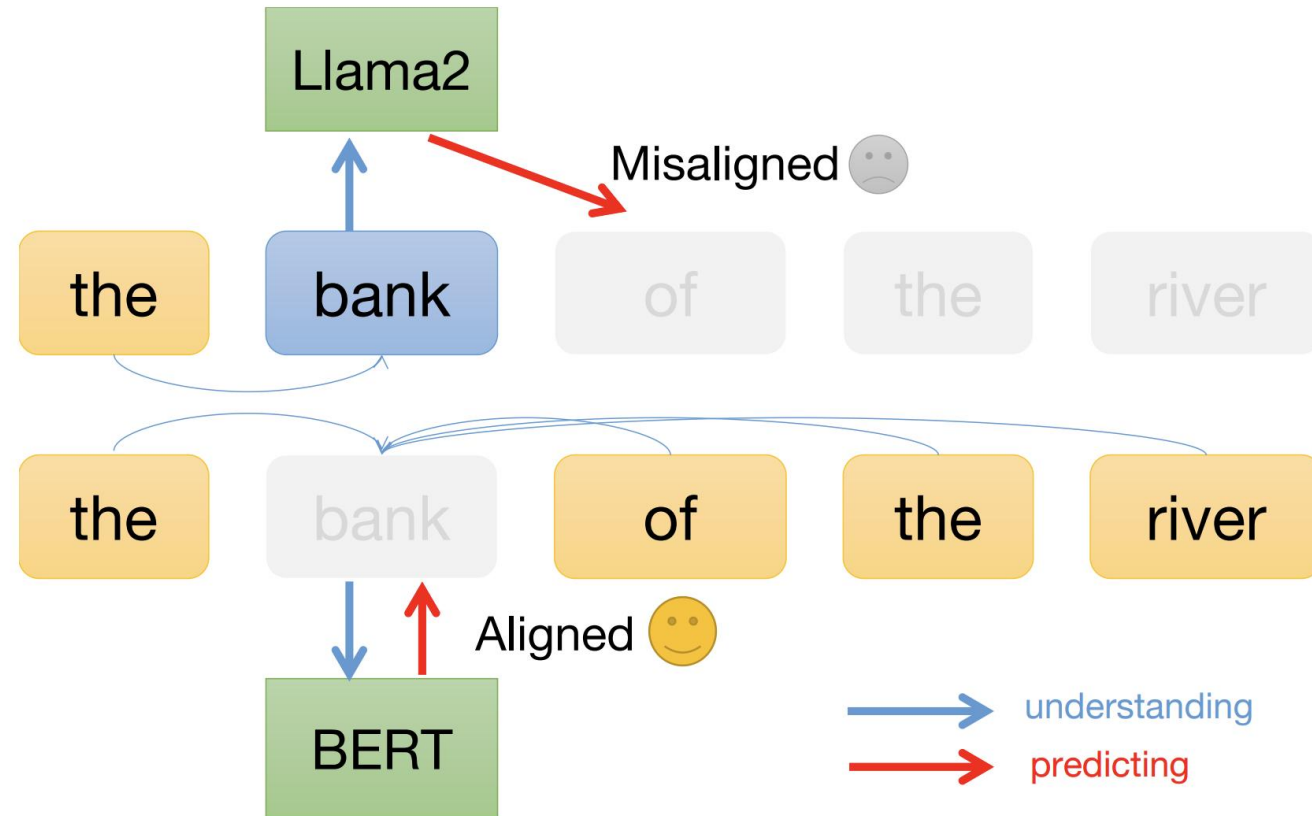 Llama2
Misaligned
the bank of the river
the bank of the river
Aligned
BERT
understanding
predicting